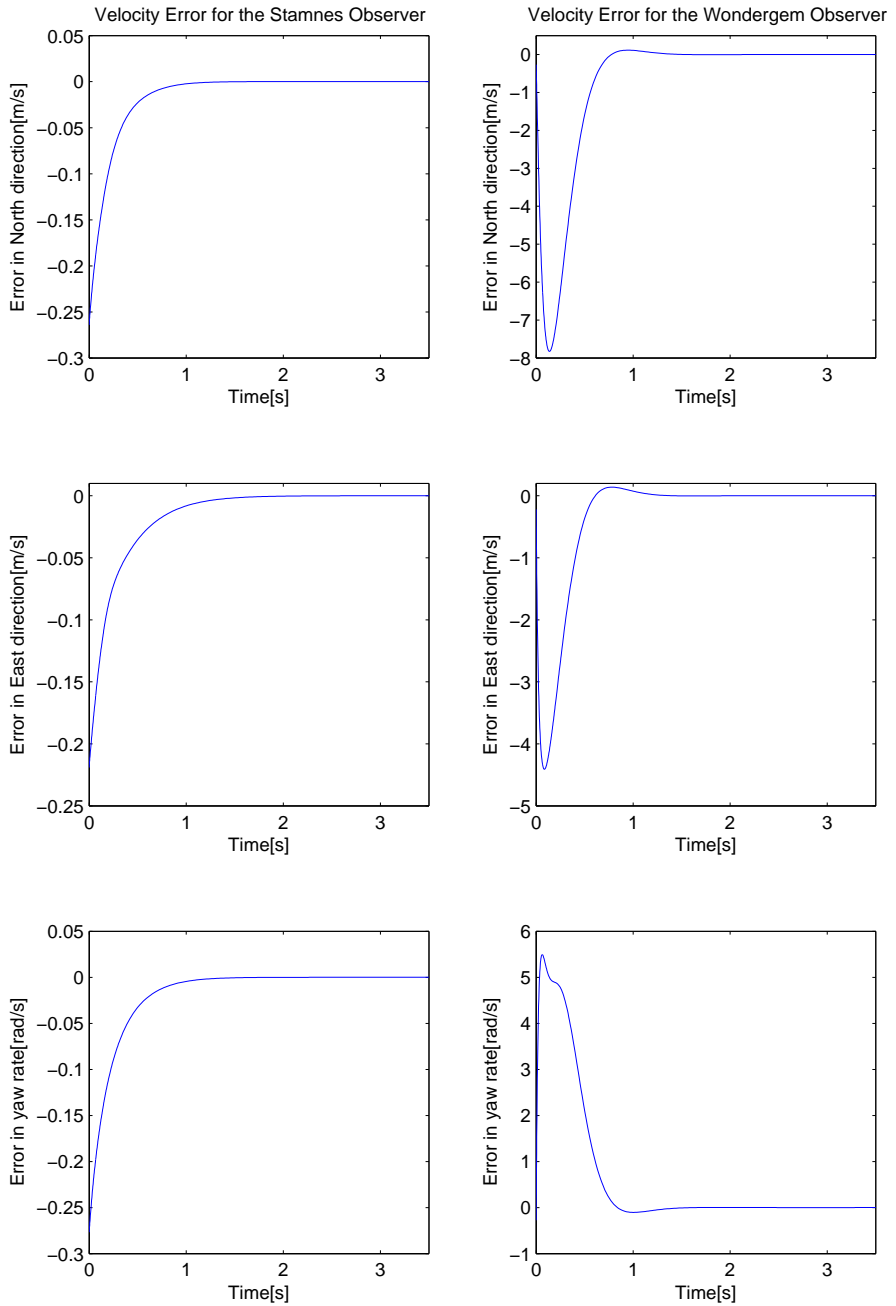 Velocity Error for the Stamnes Observer
0.05
0
−0.05
−0.1
−0.15
−0.2
−0.25
−0.3
Error in North direction[m/s]
0 1 2 3
Time[s]
Velocity Error for the Wondergem Observer
0
−1
−2
−3
−4
−5
−6
−7
−8
Error in North direction[m/s]
0 1 2 3
Time[s]
0
−0.05
−0.1
−0.15
−0.2
−0.25
Error in East direction[m/s]
0 1 2 3
Time[s]
0
−1
−2
−3
−4
−5
Error in East direction[m/s]
0 1 2 3
Time[s]
0.05
0
−0.05
−0.1
−0.15
−0.2
−0.25
−0.3
Error in yaw rate[rad/s]
0 1 2 3
Time[s]
6
5
4
3
2
1
0
−1
Error in yaw rate[rad/s]
0 1 2 3
Time[s]